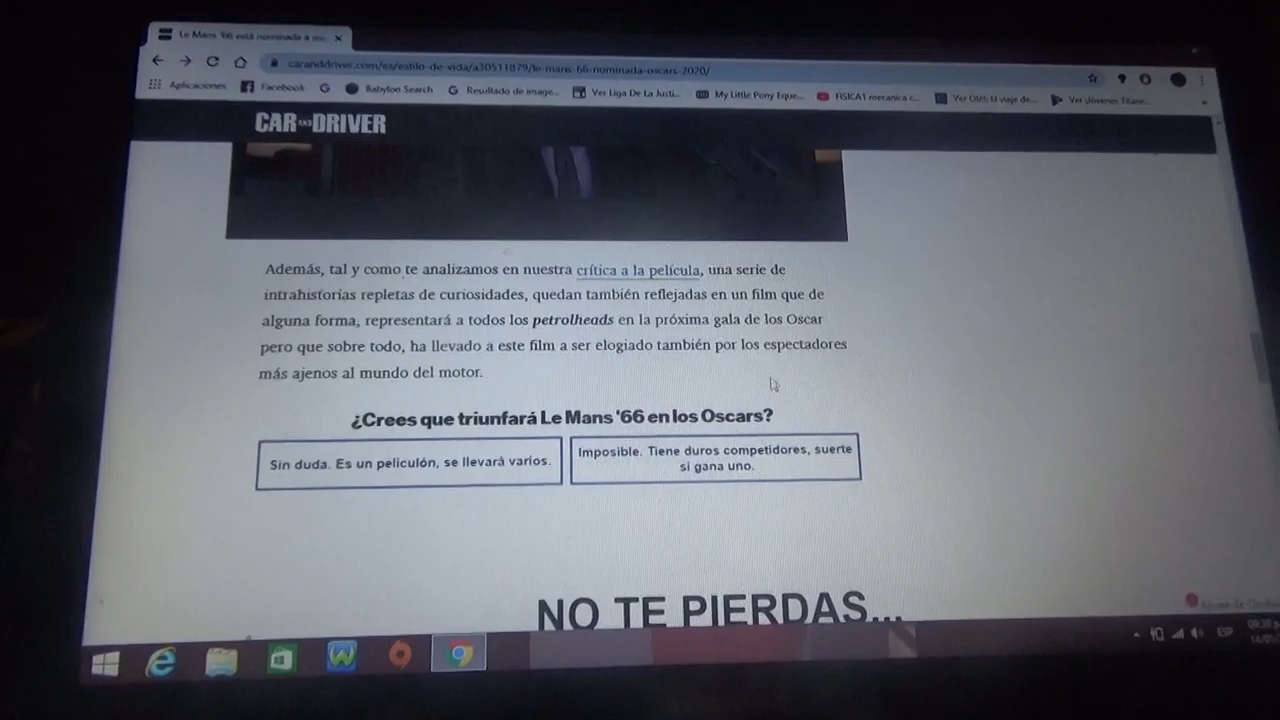 Le Mans '66 está nominada a
caranddriver.com/es/estilo-de-vida/a30511879/le-mans-66-nominada-oscars-2020/
Aplicaciones Facebook Babylon Search Resultado de image... Ver Liga De La Justi... My Little Pony Eque... FISICA1 mecanica c... Ver
CAR AND DRIVER
Además, tal y como te analizamos en nuestra crítica a la película, una serie de
intrahistorias repletas de curiosidades, quedan también reflejadas en un film que de
alguna forma, representará a todos los petrolheads en la próxima gala de los Oscar
pero que sobre todo, ha llevado a este film a ser elogiado también por los espectadores
más ajenos al mundo del motor.
¿Crees que triunfará Le Mans '66 en los Oscars?
Sin duda. Es un peliculón, se llevará varios.
Imposible. Tiene duros competidores, suerte
si gana uno.
NO TE PIERDAS...
ESP